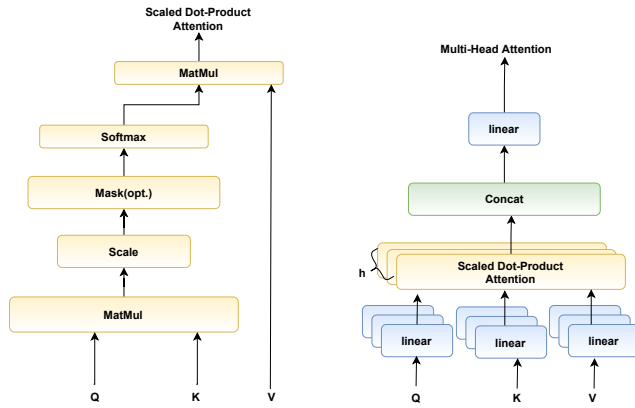 Scaled Dot-Product
Attention
MatMul
Softmax
Mask(opt.)
Scale
MatMul
Q
K
V
Multi-Head Attention
linear
Concat
h
Scaled Dot-Product
Attention
linear
linear
linear
Q
K
V